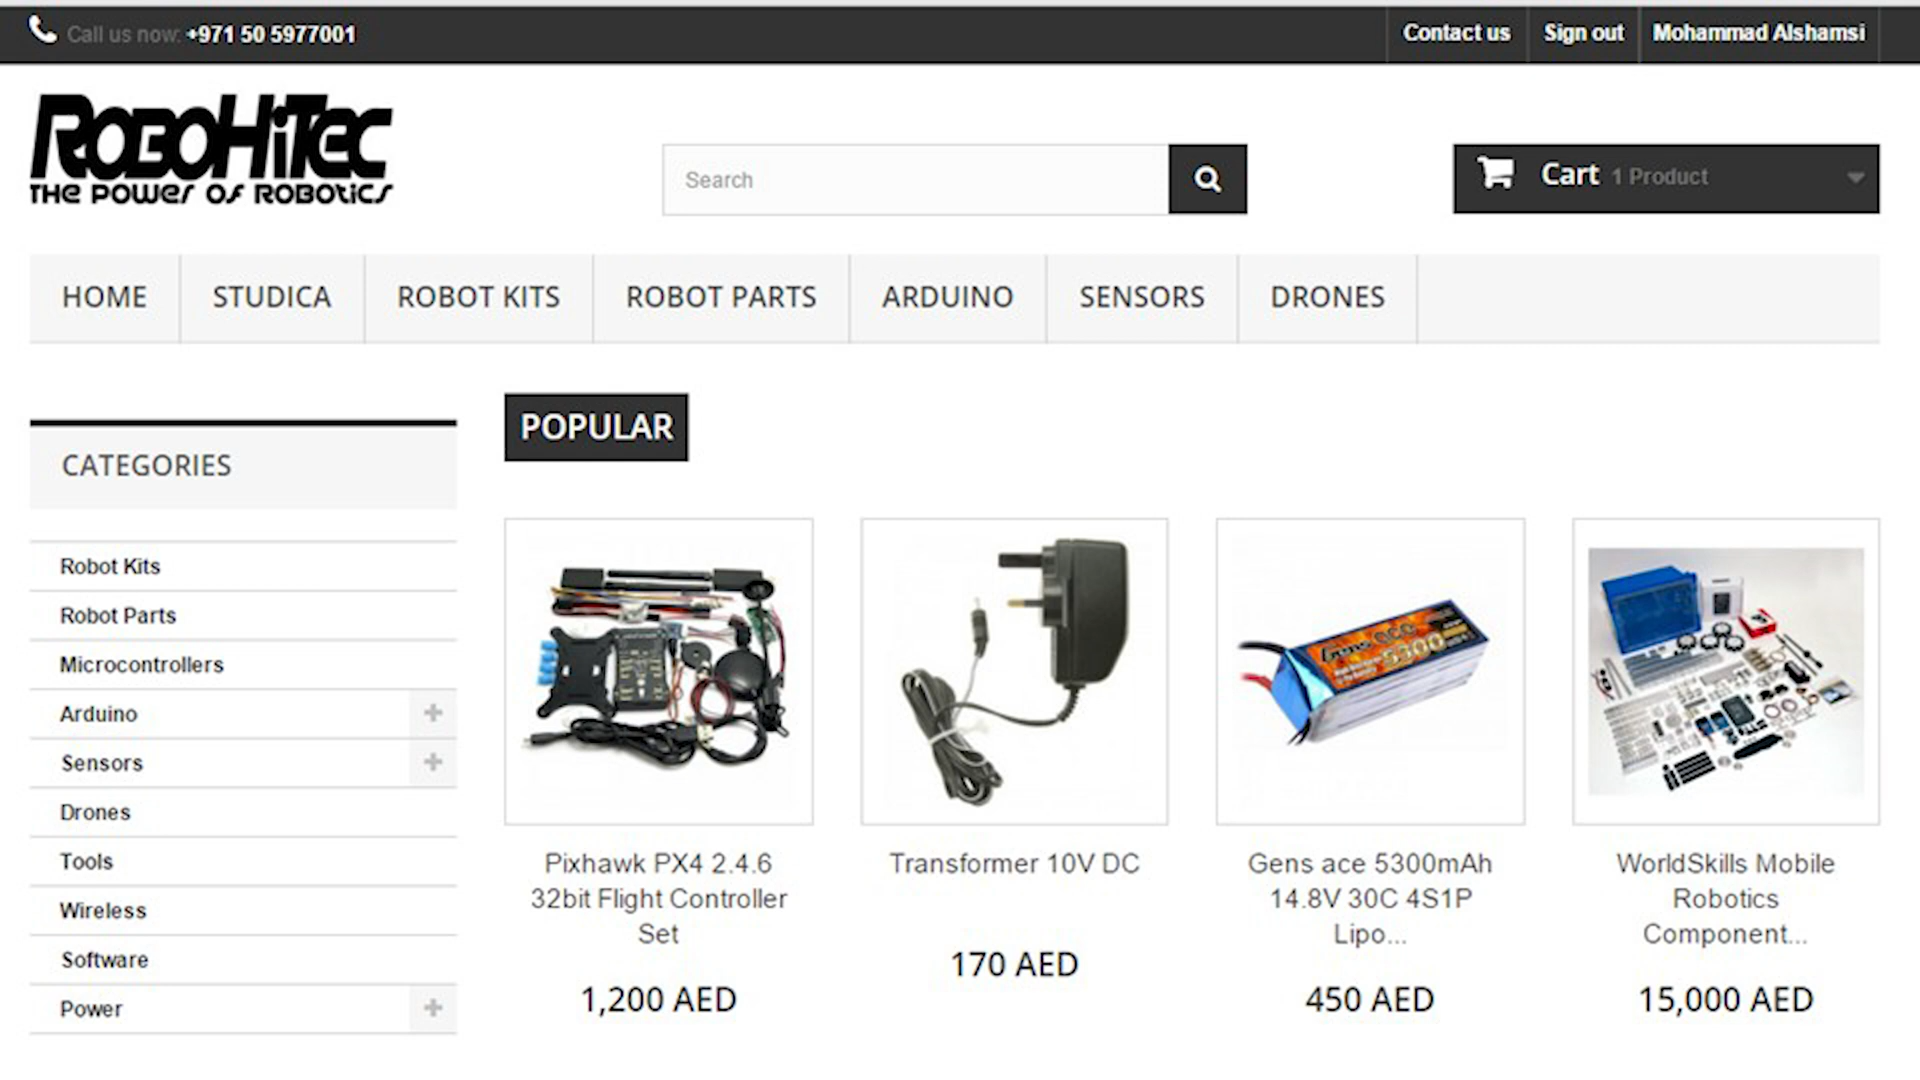 Call us now: +971 50 5977001
Contact us
Sign out
Mohammad Alshamsi
ROBOHiTEC
THE POWER OF ROBOTICS
Search
Cart 1 Product
HOME
STUDICA
ROBOT KITS
ROBOT PARTS
ARDUINO
SENSORS
DRONES
CATEGORIES
Robot Kits
Robot Parts
Microcontrollers
Arduino
Sensors
Drones
Tools
Wireless
Software
Power
POPULAR
Pixhawk PX4 2.4.6
32bit Flight Controller
Set
1,200 AED
Transformer 10V DC
170 AED
Gens ace
5300
Gens ace 5300mAh
14.8V 30C 4S1P
Lipo...
450 AED
WorldSkills Mobile
Robotics
Component...
15,000 AED